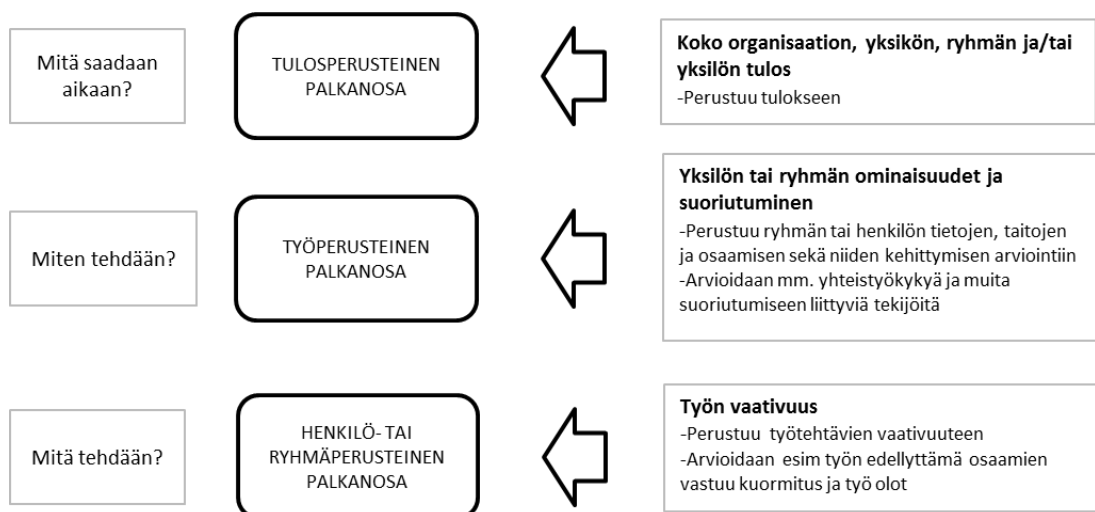 Mitä saadaan
aikaan?
TULOSPERUSTEINEN
PALKANOSA
Koko organisaation, yksikön, ryhmän ja/tai
yksilön tulos
-Perustuu tulokseen
Miten tehdään?
TYÖPERUSTEINEN
PALKANOSA
Yksilön tai ryhmän ominaisuudet ja
suoriutuminen
-Perustuu ryhmän tai henkilön tietojen, taitojen
ja osaamisen sekä niiden kehittymisen arviointiin
-Arvioidaan mm. yhteistyökykyä ja muita
suoriutumiseen liittyviä tekijöitä
Mitä tehdään?
HENKILÖ- TAI
RYHMÄPERUSTEINEN
PALKANOSA
Työn vaativuus
-Perustuu työtehtävien vaativuuteen
-Arvioidaan esim työn edellyttämä osaamien
vastuu kuormitus ja työ olot